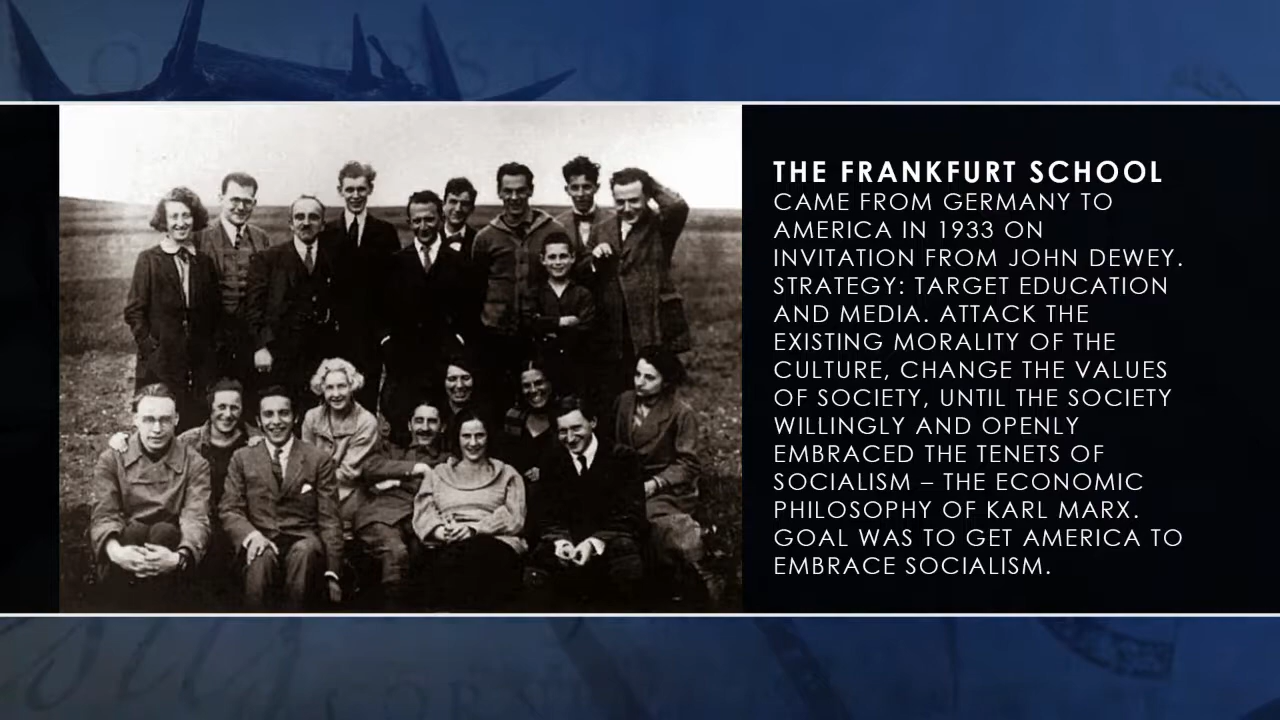 THE FRANKFURT SCHOOL
CAME FROM GERMANY TO
AMERICA IN 1933 ON
INVITATION FROM JOHN DEWEY.
STRATEGY: TARGET EDUCATION
AND MEDIA. ATTACK THE
EXISTING MORALITY OF THE
CULTURE, CHANGE THE VALUES
OF SOCIETY, UNTIL THE SOCIETY
WILLINGLY AND OPENLY
EMBRACED THE TENETS OF
SOCIALISM – THE ECONOMIC
PHILOSOPHY OF KARL MARX.
GOAL WAS TO GET AMERICA TO
EMBRACE SOCIALISM.